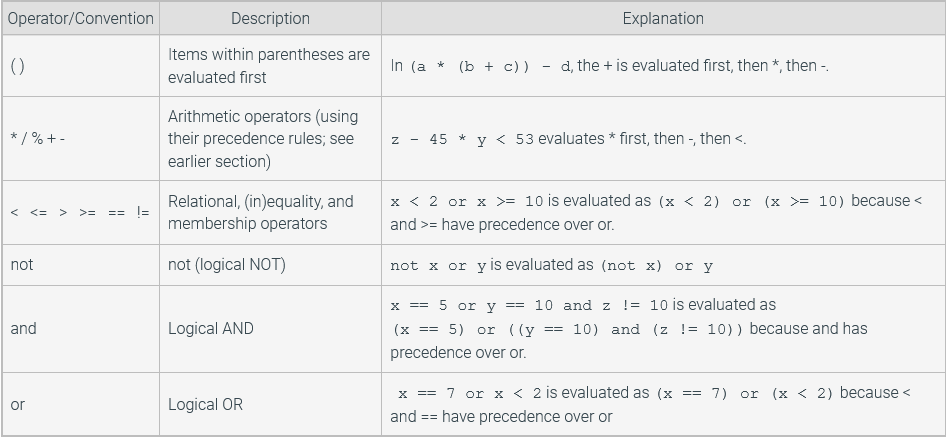 Operator/Convention Description Explanation
( ) Items within parentheses are
evaluated first In (a * (b + c)) - d, the + is evaluated first, then *, then -.
* / % + - Arithmetic operators (using
their precedence rules; see
earlier section) z - 45 * y < 53 evaluates * first, then -, then <.
< <= > >= == != Relational, (in)equality, and
membership operators x < 2 or x >= 10 is evaluated as (x < 2) or (x >= 10) because <
and >= have precedence over or.
not not (logical NOT) not x or y is evaluated as (not x) or y
and Logical AND x == 5 or y == 10 and z != 10 is evaluated as
(x == 5) or ((y == 10) and (z != 10)) because and has
precedence over or.
or Logical OR x == 7 or x < 2 is evaluated as (x == 7) or (x < 2) because <
and == have precedence over or